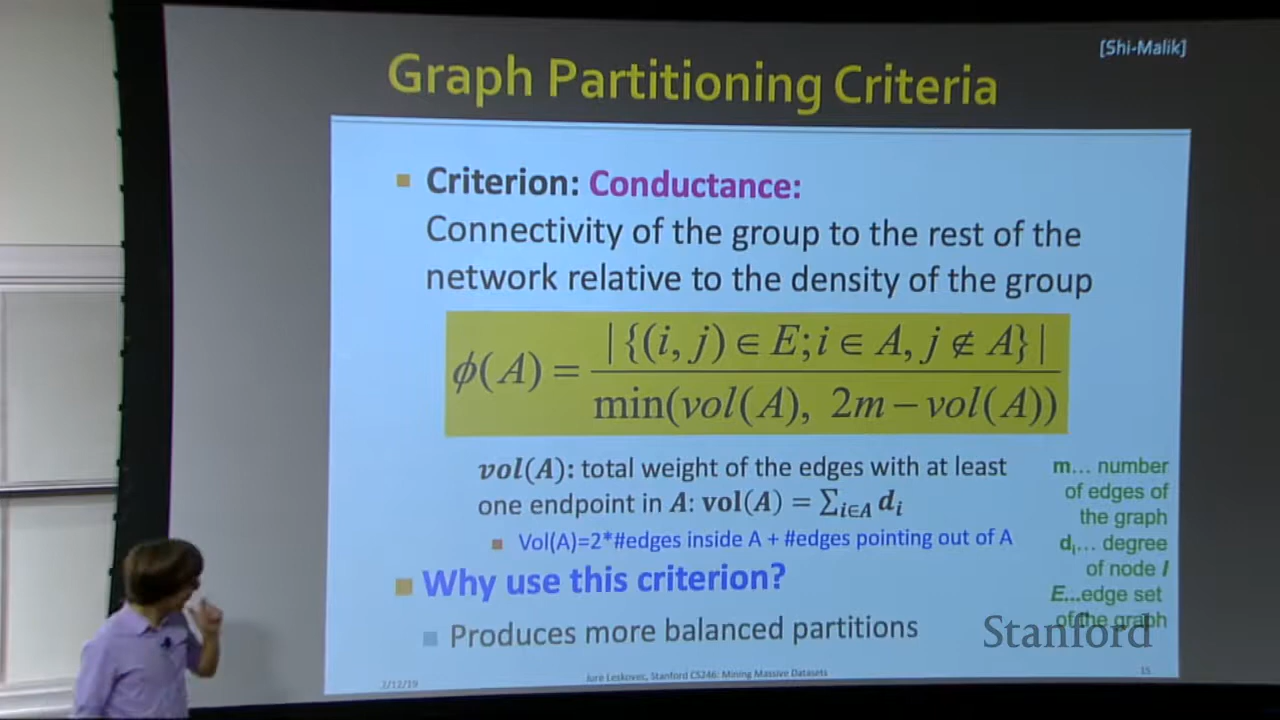 [Shi-Malik]
Graph Partitioning Criteria
Criterion: Conductance:
Connectivity of the group to the rest of the
network relative to the density of the group
ϕ(A) = |{(i, j) ∈ E; i ∈ A, j ∉ A}| / min(vol(A), 2m − vol(A))
vol(A): total weight of the edges with at least
one endpoint in A: vol(A) = ∑i∈A di
Vol(A)=2*#edges inside A + #edges pointing out of A
m... number
of edges of
the graph
di... degree
of node I
E...edge set
of the graph
Why use this criterion?
Produces more balanced partitions
Stanford
2/12/19
Jure Leskovec, Stanford CS246: Mining Massive Datasets
15